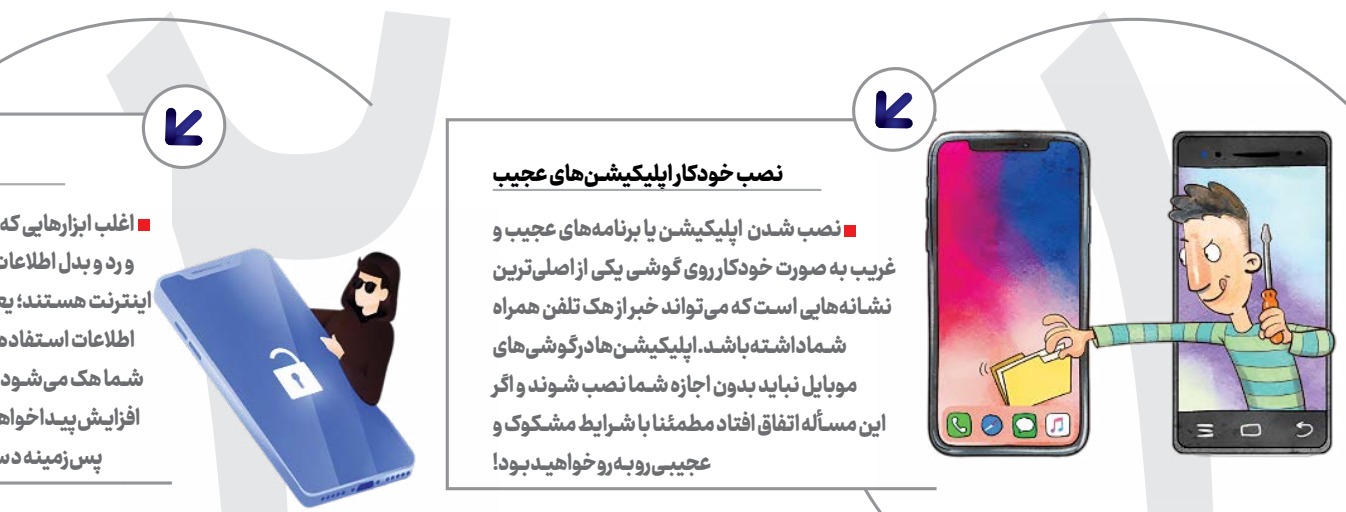 ۱
نصب خودکار اپلیکیشن‌های عجیب
نصب شدن اپلیکیشن یا برنامه‌های عجیب و
غریب به صورت خودکار روی گوشی یکی از اصلی‌ترین
نشانه‌هایی است که می‌تواند خبر از هک تلفن همراه
شما داشته باشد. اپلیکیشن‌ها در گوشی‌های
موبایل نباید بدون اجازه شما نصب شوند و اگر
این مسأله اتفاق افتاد مطمئنا با شرایط مشکوک و
عجیبی روبه‌رو خواهید بود!
۲
اغلب ابزارهایی که
و رد و بدل اطلاعات
اینترنت هستند؛ یع
اطلاعات استفاده
شما هک می‌شود
افزایش پیدا خواه
پس‌زمینه دس